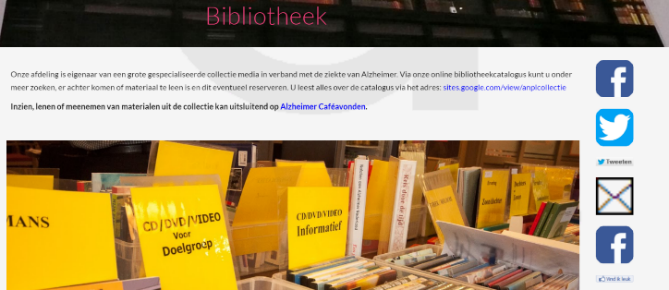 Bibliotheek
Onze afdeling is eigenaar van een grote gespecialiseerde collectie media in verband met de ziekte van Alzheimer. Via onze online bibliotheekcatalogus kunt u onder
meer zoeken, er achter komen of materiaal te leen is en dit eventueel reserveren. U leest alles over de catalogus via het adres: sites.google.com/view/anplcollectie
Inzien, lenen of meenemen van materialen uit de collectie kan uitsluitend op Alzheimer Caféavonden.
Tweeten
MANS
CD/DVD/VIDEO
Voor
Doelgroep
CD/DVD/VIDEO
Informatief
Vind ik leuk